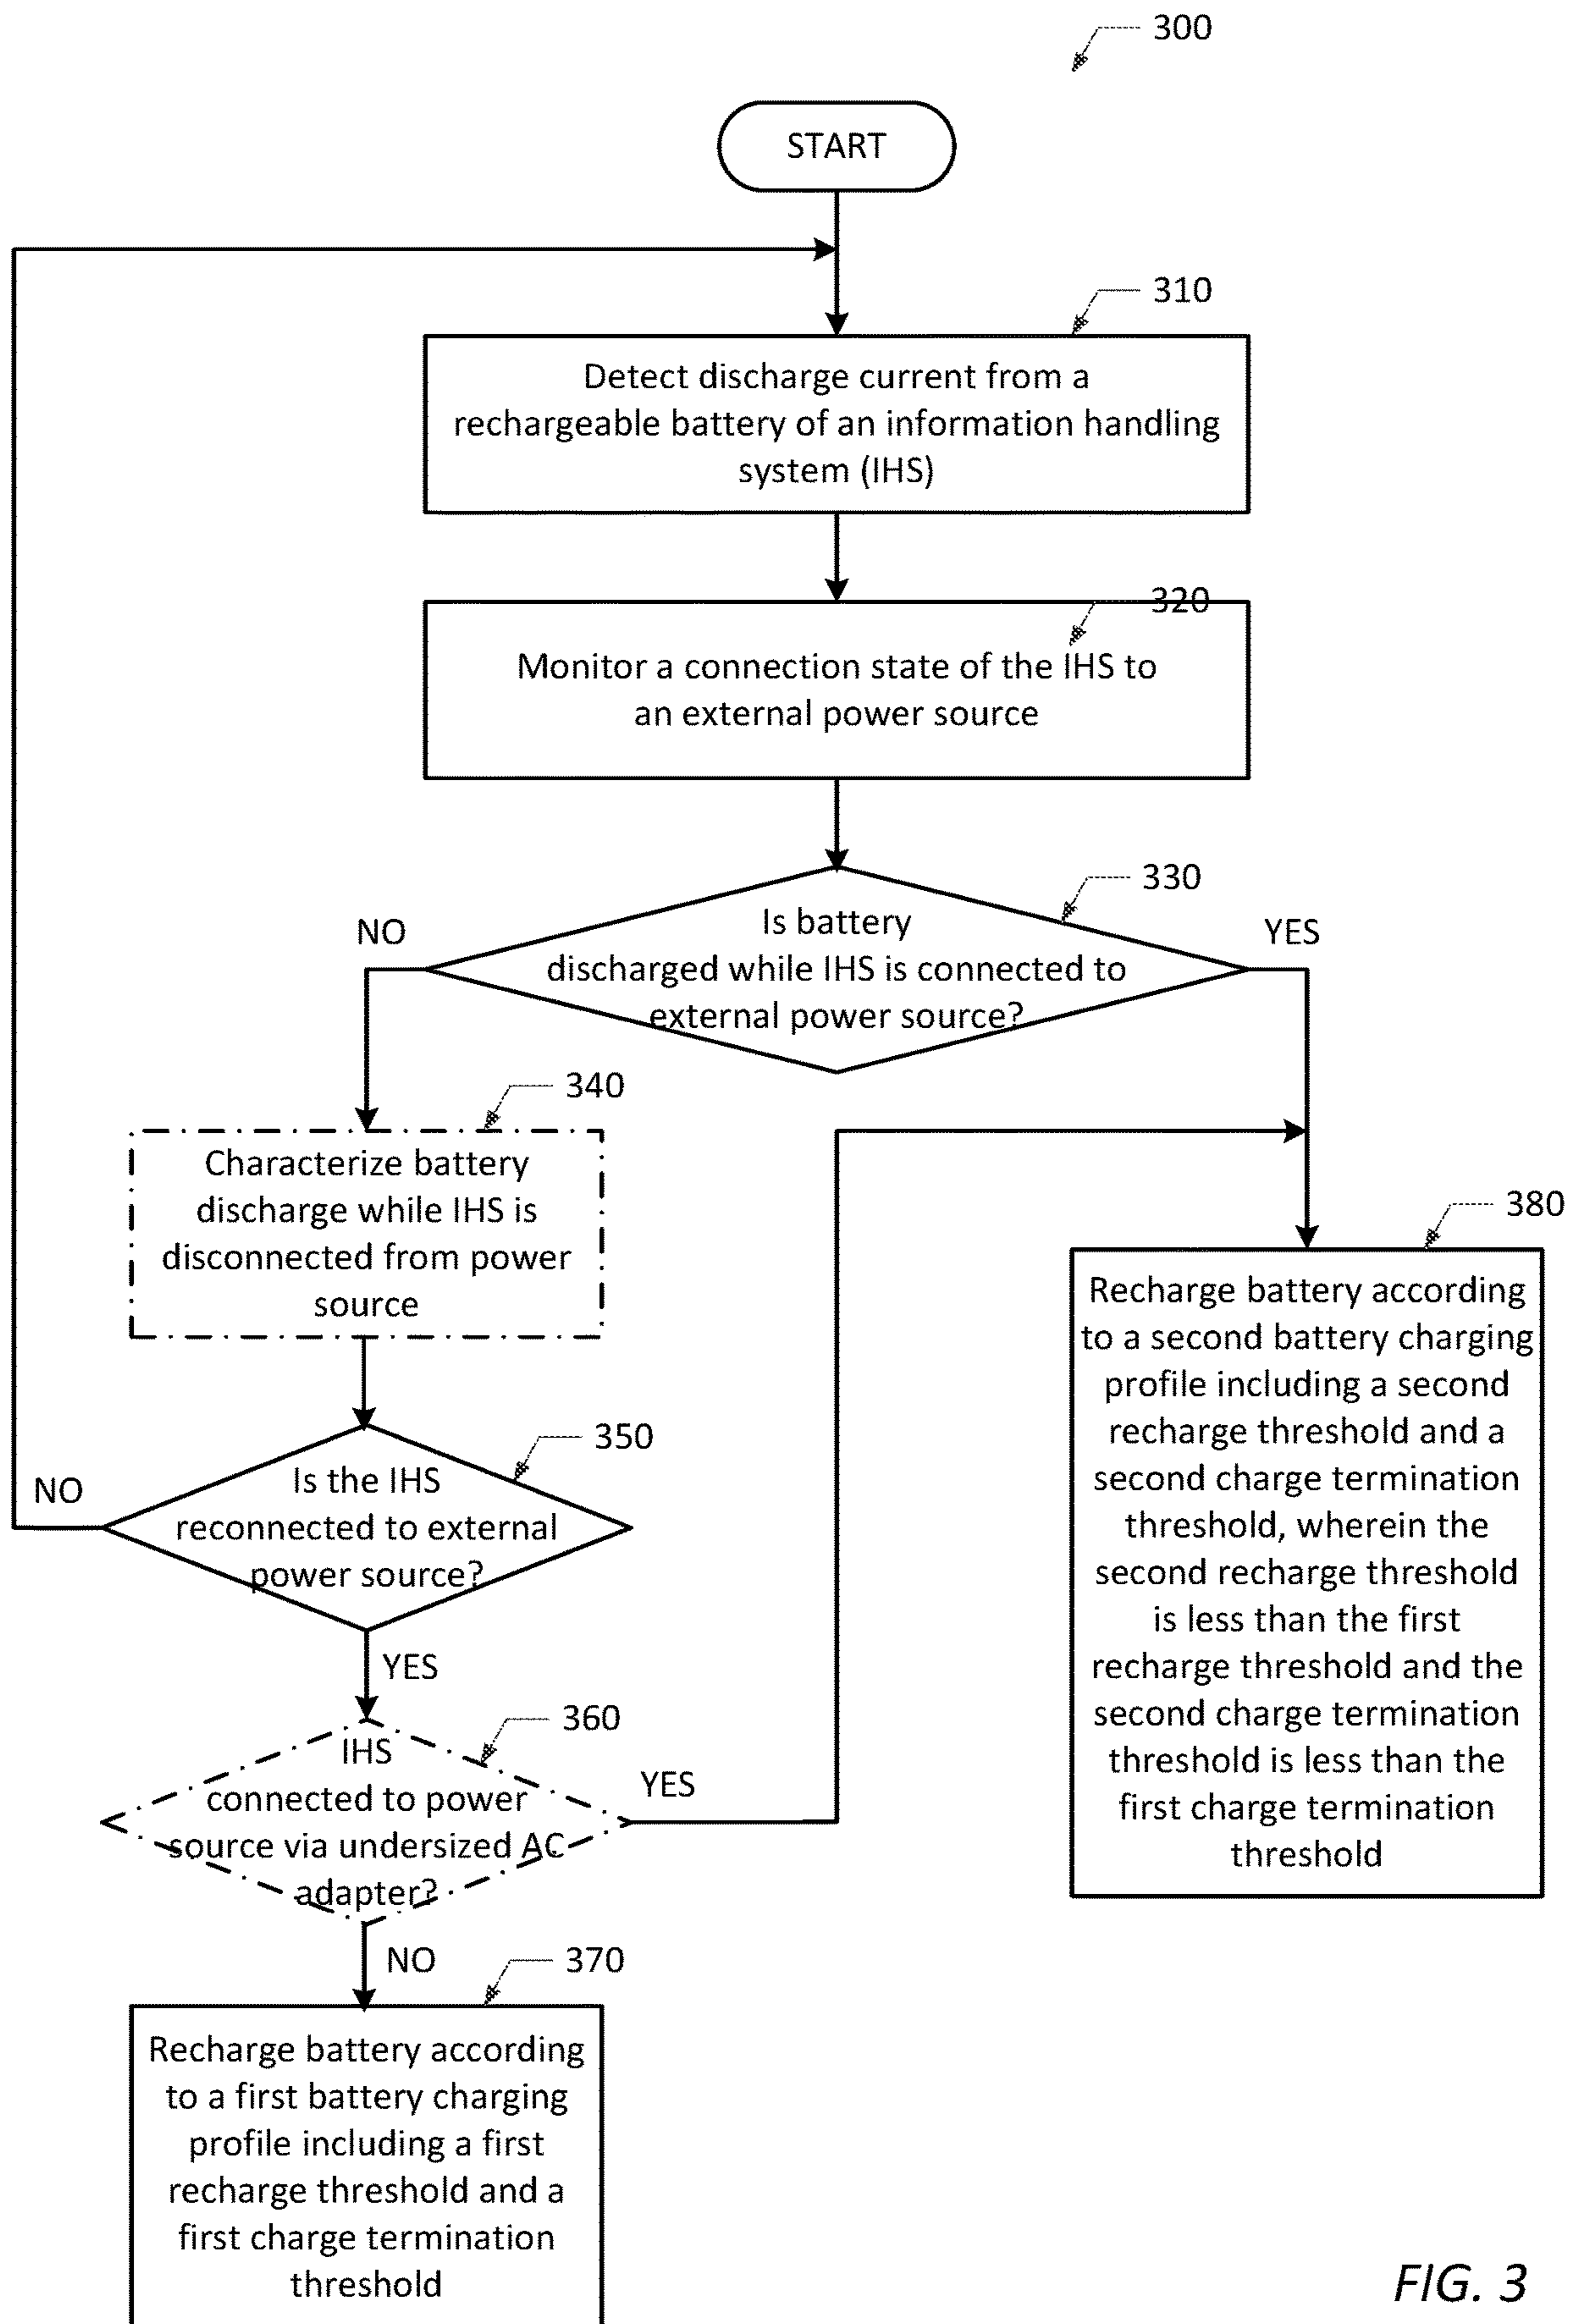 300
START
310
Detect discharge current from a
rechargeable battery of an information handling
system (IHS)
320
Monitor a connection state of the IHS to
an external power source
330
NO
YES
Is battery
discharged while IHS is connected to
external power source?
340
Characterize battery
discharge while IHS is
disconnected from power
source
380
Recharge battery according
to a second battery charging
profile including a second
recharge threshold and a
second charge termination
threshold, wherein the
second recharge threshold
is less than the first
recharge threshold and the
second charge termination
threshold is less than the
first charge termination
threshold
350
NO
Is the IHS
reconnected to external
power source?
YES
360
IHS
connected to power
source via undersized AC
adapter?
YES
NO
370
Recharge battery according
to a first battery charging
profile including a first
recharge threshold and a
first charge termination
threshold
FIG. 3